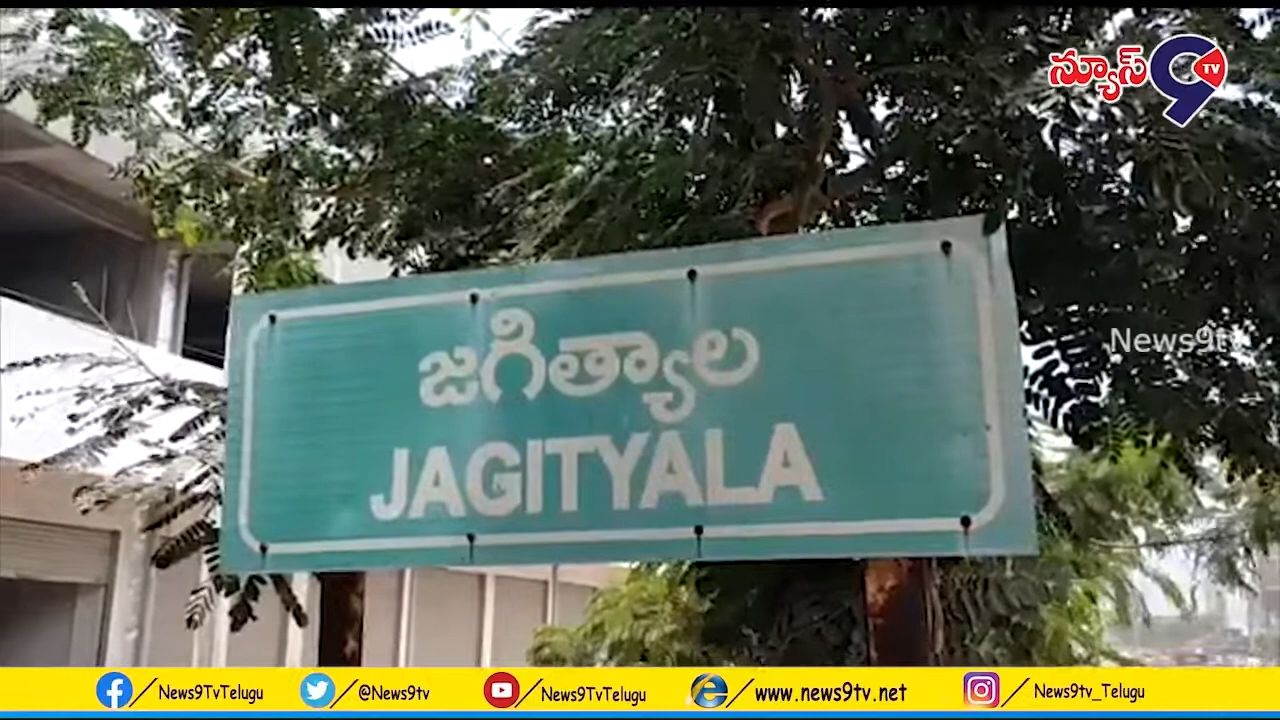 న్యూస్ 9 TV
జగిత్యాల
JAGITYALA
News9tv
/News9TvTelugu /@News9tv /News9TvTelugu /www.news9tv.net /News9tv_Telugu